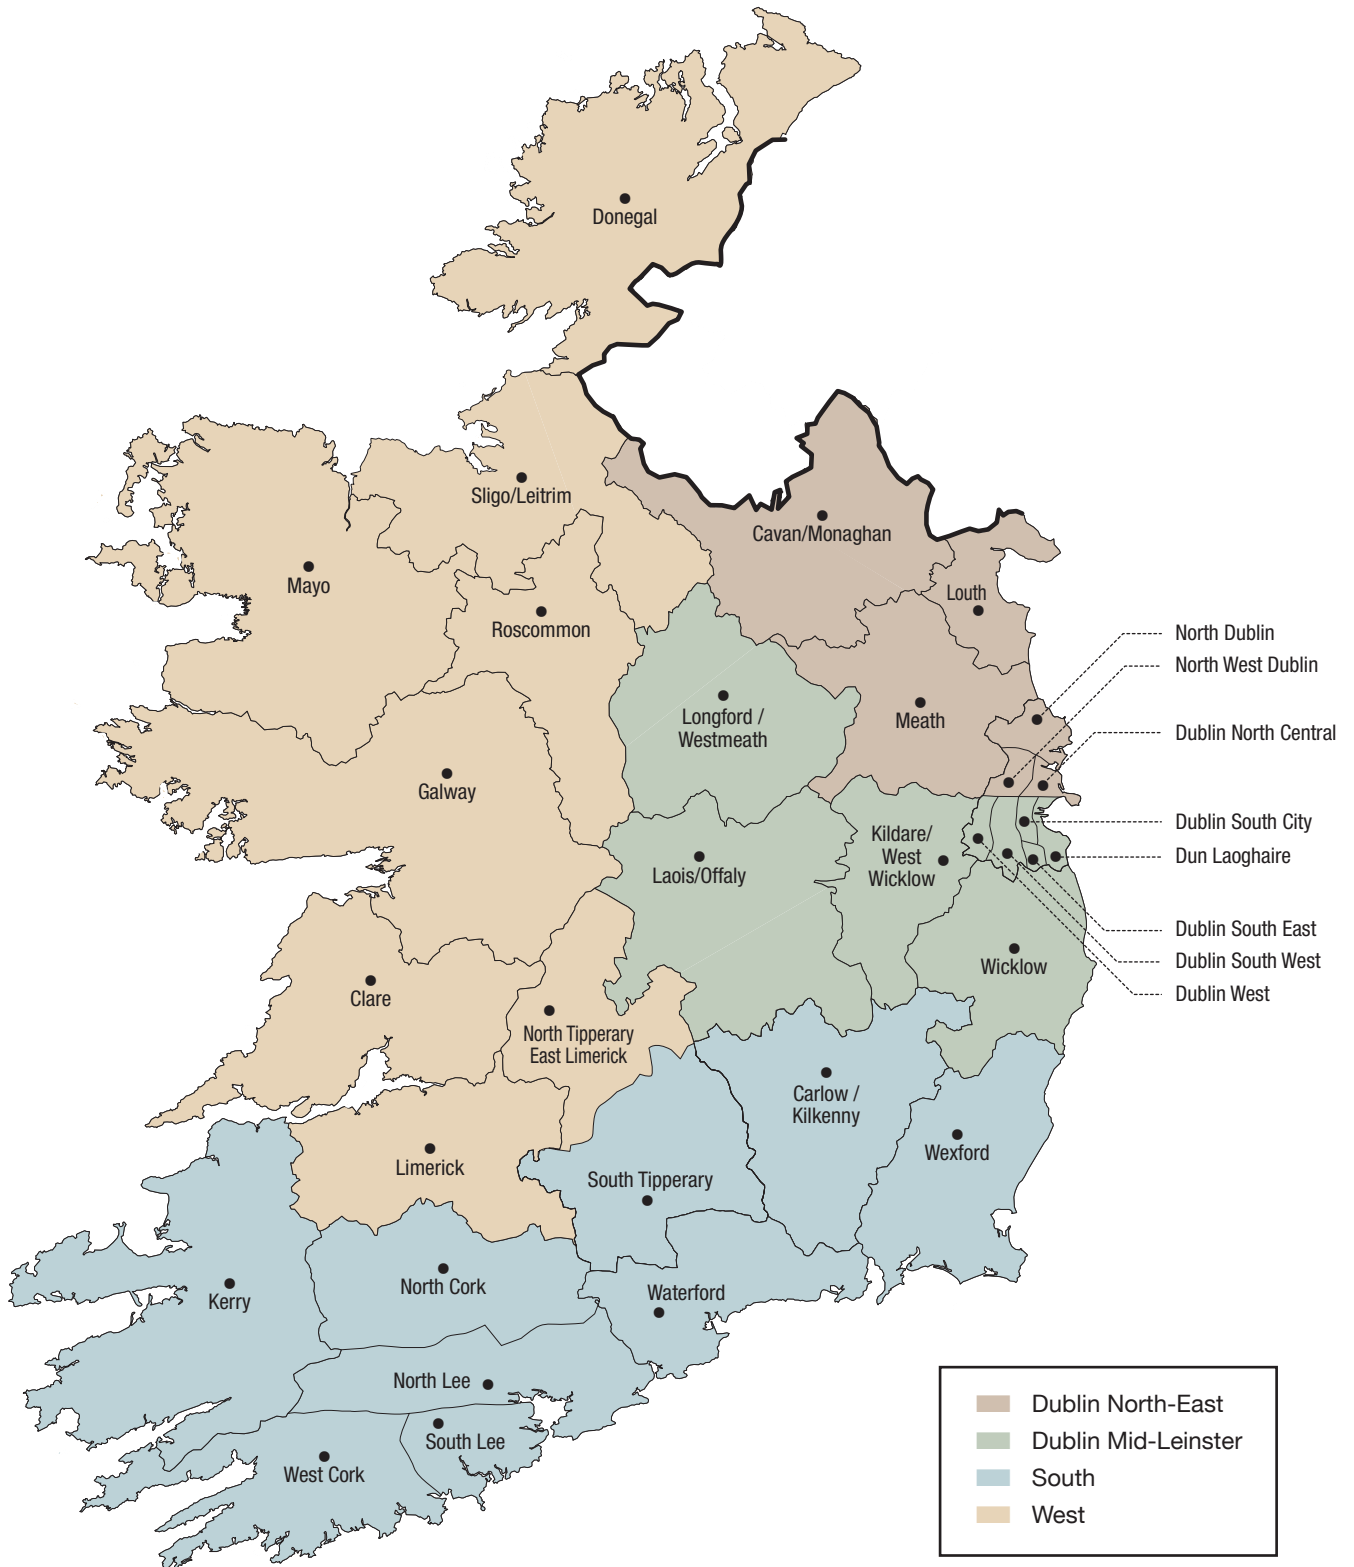 Donegal
Sligo/Leitrim
Cavan/Monaghan
Mayo
Louth
Roscommon
North Dublin
North West Dublin
Longford /
Westmeath
Meath
Dublin North Central
Galway
Dublin South City
Kildare/
West
Wicklow
Dun Laoghaire
Laois/Offaly
Dublin South East
Wicklow
Dublin South West
Clare
Dublin West
North Tipperary
East Limerick
Carlow /
Kilkenny
Wexford
Limerick
South Tipperary
North Cork
Waterford
Kerry
North Lee
South Lee
West Cork
Dublin North-East
Dublin Mid-Leinster
South
West